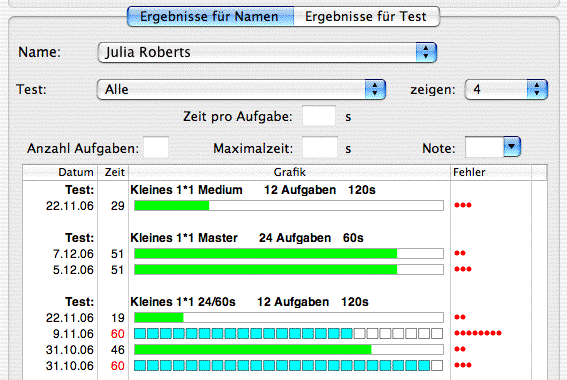 Ergebnisse für Namen Ergebnisse für Test
Name: Julia Roberts
Test: Alle zeigen: 4
Zeit pro Aufgabe: s
Anzahl Aufgaben: Maximalzeit: s Note:
Datum Zeit Grafik Fehler
Test: Kleines 1*1 Medium 12 Aufgaben 120s
22.11.06 29
Test: Kleines 1*1 Master 24 Aufgaben 60s
7.12.06 51
5.12.06 51
Test: Kleines 1*1 24/60s 12 Aufgaben 120s
22.11.06 19
9.11.06 60
31.10.06 46
31.10.06 60